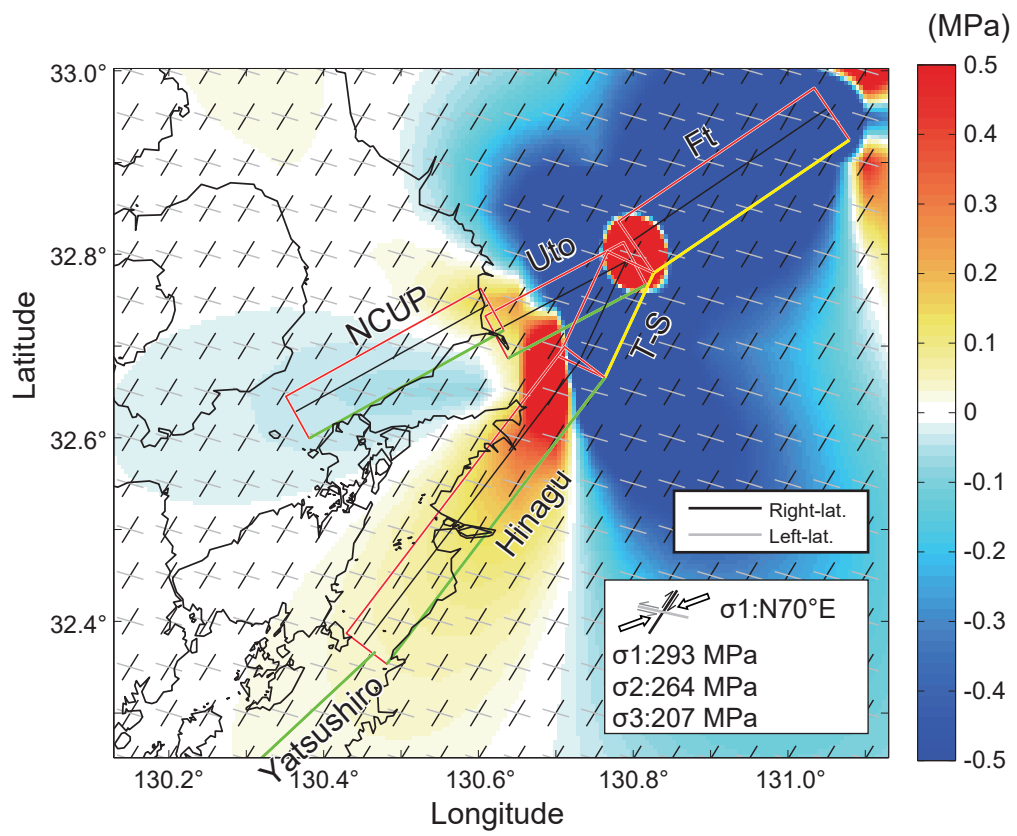 (MPa)
33.0°
32.8°
32.6°
32.4°
Latitude
130.2°
130.4°
130.6°
130.8°
131.0°
Longitude
0.5
0.4
0.3
0.2
0.1
0
-0.1
-0.2
-0.3
-0.4
-0.5
Ft
Uto
NCUP
T-S
Hinagu
Yatsushiro
Right-lat.
Left-lat.
σ1:N70°E
σ1:293 MPa
σ2:264 MPa
σ3:207 MPa